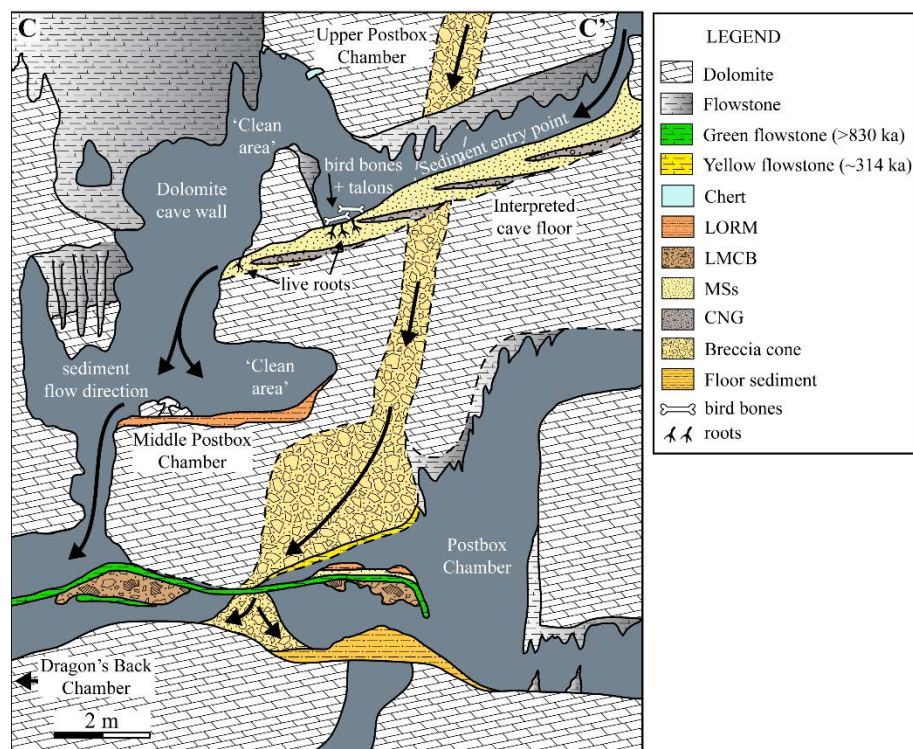 C
C’
Upper Postbox
Chamber
‘Clean
area’
bird bones
+ talons
‘Sediment entry point’
Dolomite
cave wall
Interpreted
cave floor
live roots
sediment
flow direction
‘Clean
area’
Middle Postbox
Chamber
Postbox
Chamber
Dragon’s Back
Chamber
2 m
LEGEND
Dolomite
Flowstone
Green flowstone (>830 ka)
Yellow flowstone (~314 ka)
Chert
LORM
LMCB
MSs
CNG
Breccia cone
Floor sediment
bird bones
roots